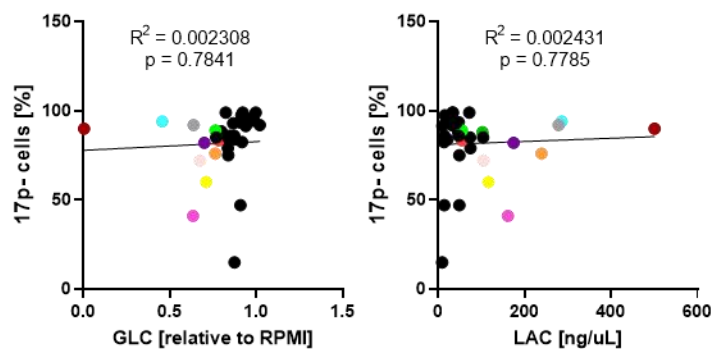 R² = 0.002308
p = 0.7841
17p- cells [%]
150
100
50
0
0.0 0.5 1.0 1.5
GLC [relative to RPMI]
R² = 0.002431
p = 0.7785
17p- cells [%]
150
100
50
0
0 200 400 600
LAC [ng/uL]